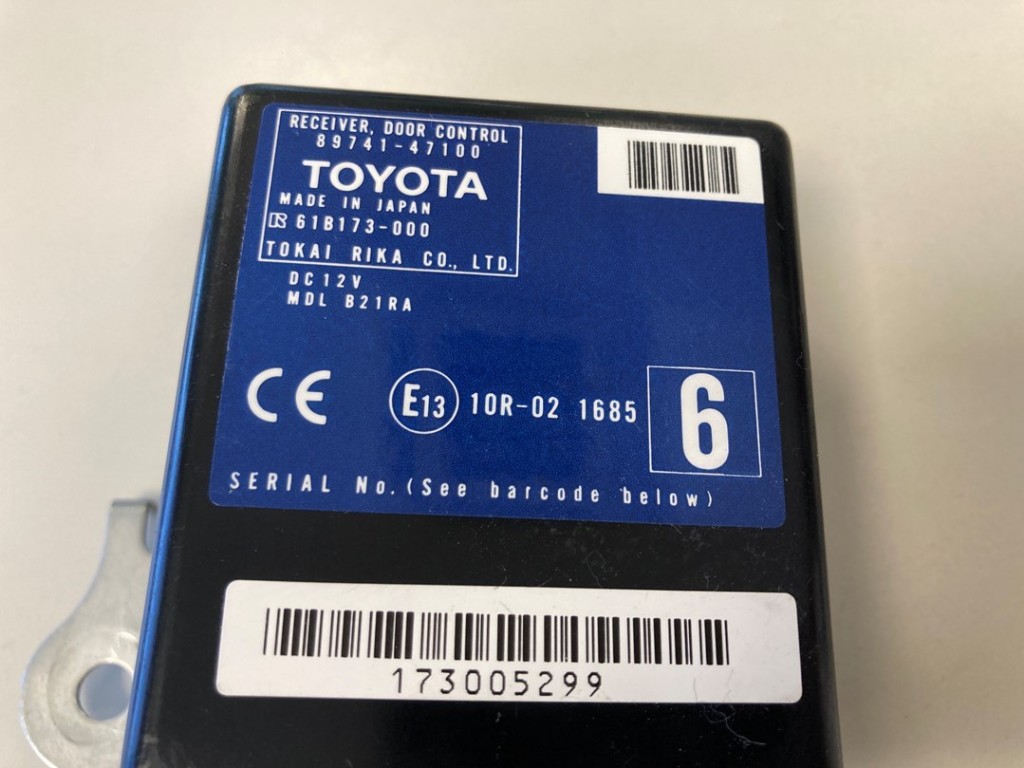 RECEIVER, DOOR CONTROL
89741-47100
TOYOTA
MADE IN JAPAN
61B173-000
TOKAI RIKA CO., LTD.
DC12V
MDL B21RA
CE
E13 10R-02 1685
6
SERIAL No.(See barcode below)
173005299